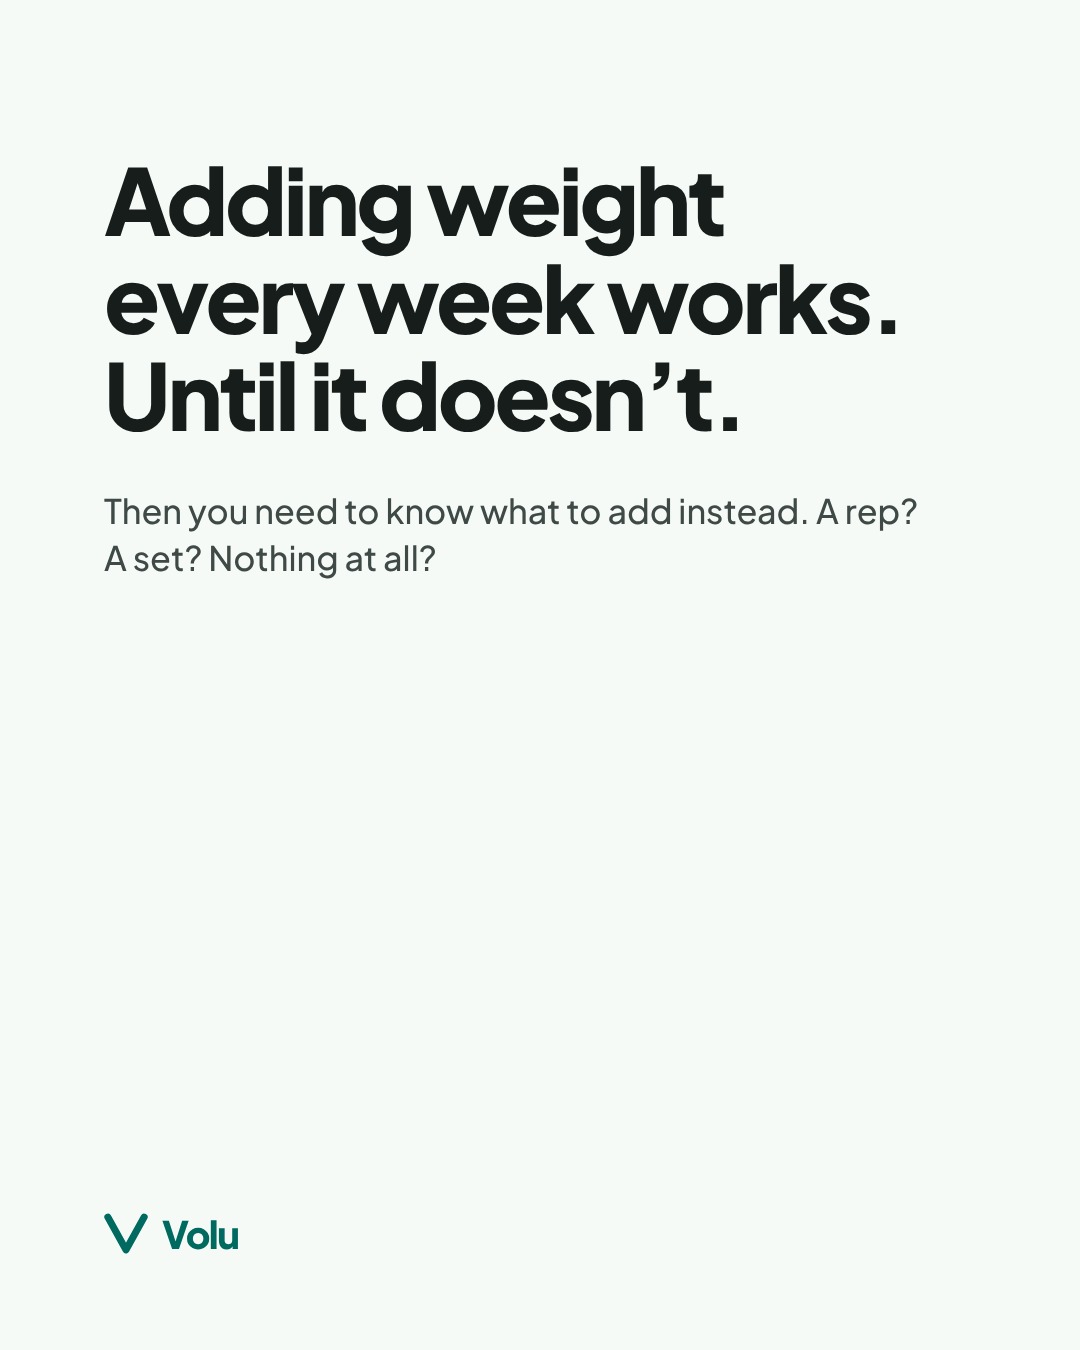 Adding weight
every week works.
Until it doesn’t.
Then you need to know what to add instead. A rep?
A set? Nothing at all?
Volu